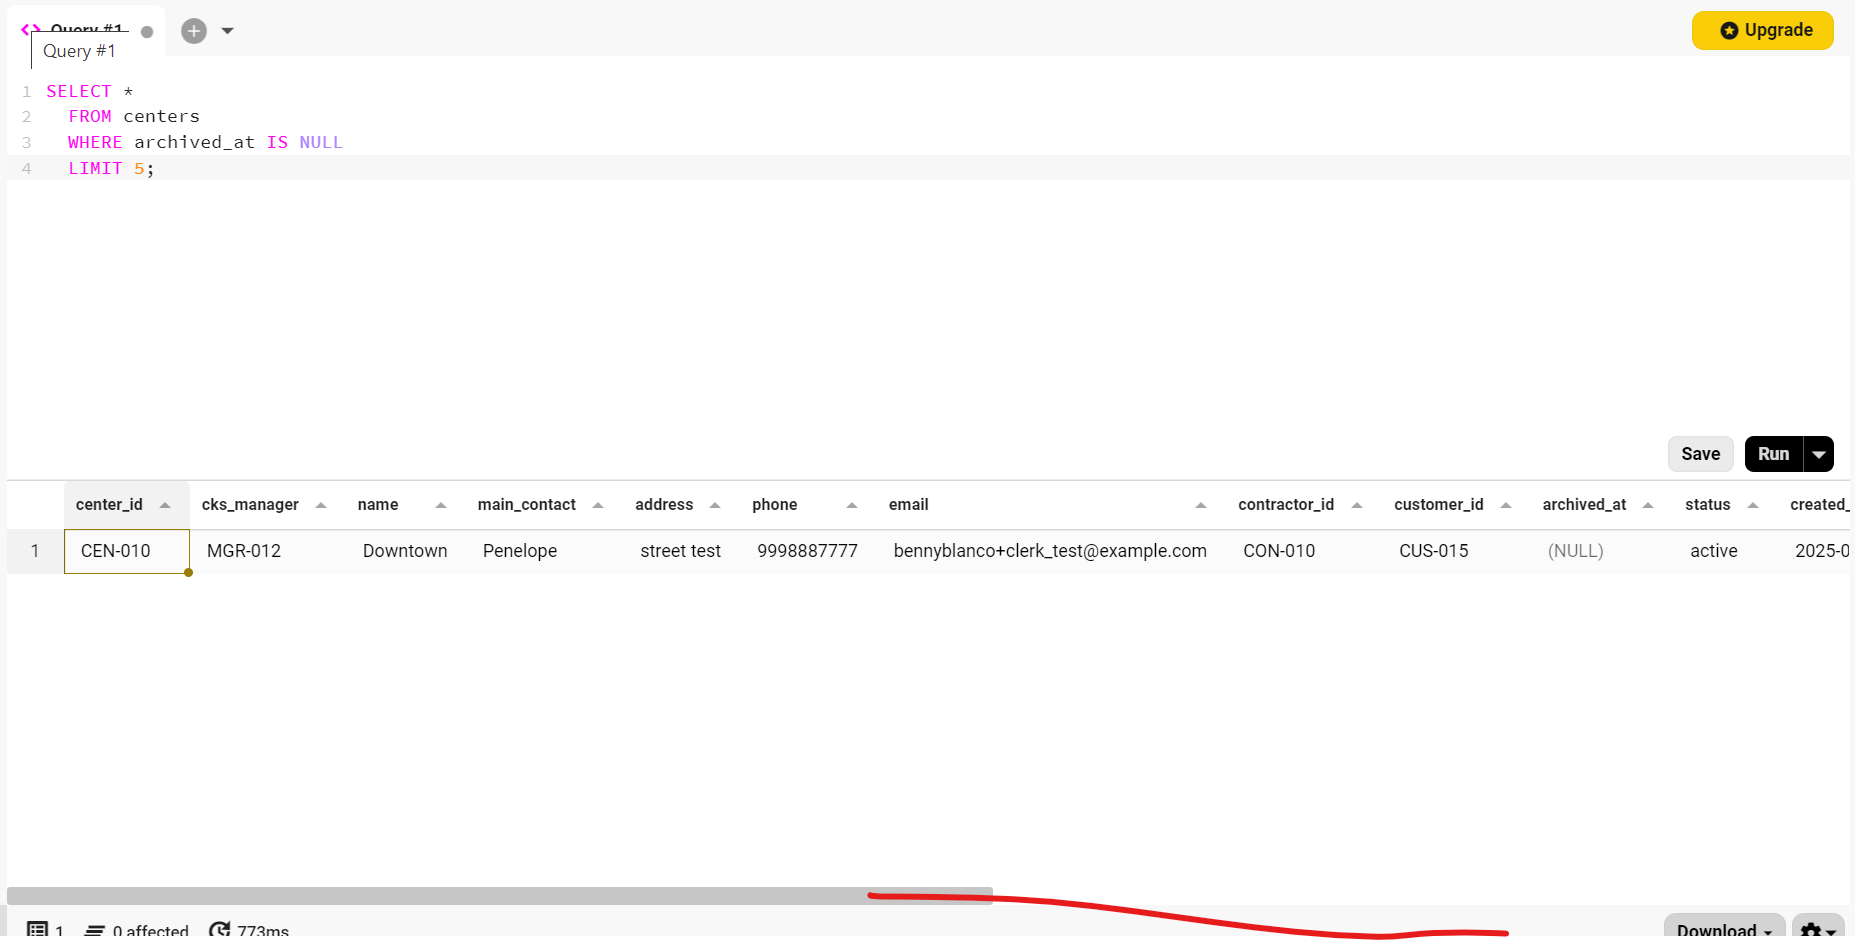 Query #1
Upgrade
Query #1
1 SELECT *
2 FROM centers
3 WHERE archived_at IS NULL
4 LIMIT 5;
Save Run
center_id cks_manager name main_contact address phone email contractor_id customer_id archived_at status created_
1 CEN-010 MGR-012 Downtown Penelope street test 9998887777 bennyblanco+clerk_test@example.com CON-010 CUS-015 (NULL) active 2025-0
1 0 affected 773ms Download